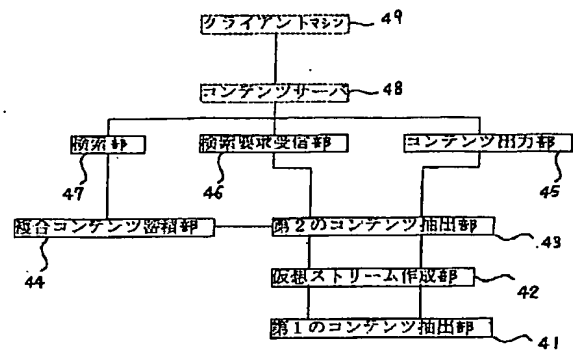 クライアントマシン
49
コンテンツサーバ
48
検索部
47
検索要求受信部
46
コンテンツ出力部
45
複合コンテンツ蓄積部
44
第2のコンテンツ抽出部
43
仮想ストリーム作成部
42
第1のコンテンツ抽出部
41